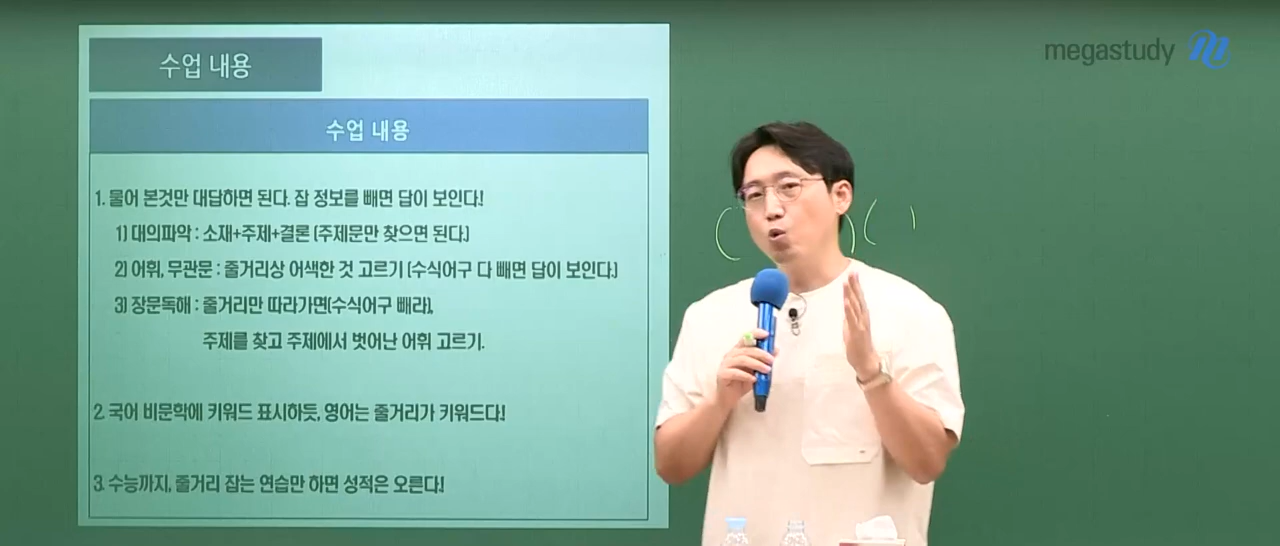 수업 내용
megastudy
수업 내용
1. 물어 본것만 대답하면 된다. 잡 정보를 빼면 답이 보인다!
1) 대의파악 : 소재+주제+결론 (주제문만 찾으면 된다.)
2) 어휘, 무관문 : 줄거리상 어색한 것 고르기 (수식어구 다 빼면 답이 보인다.)
3) 장문독해 : 줄거리만 따라가면(수식어구 빼라),
주제를 찾고 주제에서 벗어난 어휘 고르기.
2. 국어 비문학에 키워드 표시하듯, 영어는 줄거리가 키워드다!
3. 수능까지, 줄거리 잡는 연습만 하면 성적은 오른다!